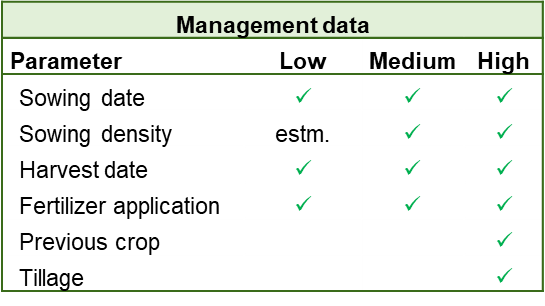 Management data
Parameter Low Medium High
Sowing date ✓ ✓ ✓
Sowing density estm. ✓ ✓
Harvest date ✓ ✓ ✓
Fertilizer application ✓ ✓ ✓
Previous crop ✓
Tillage ✓